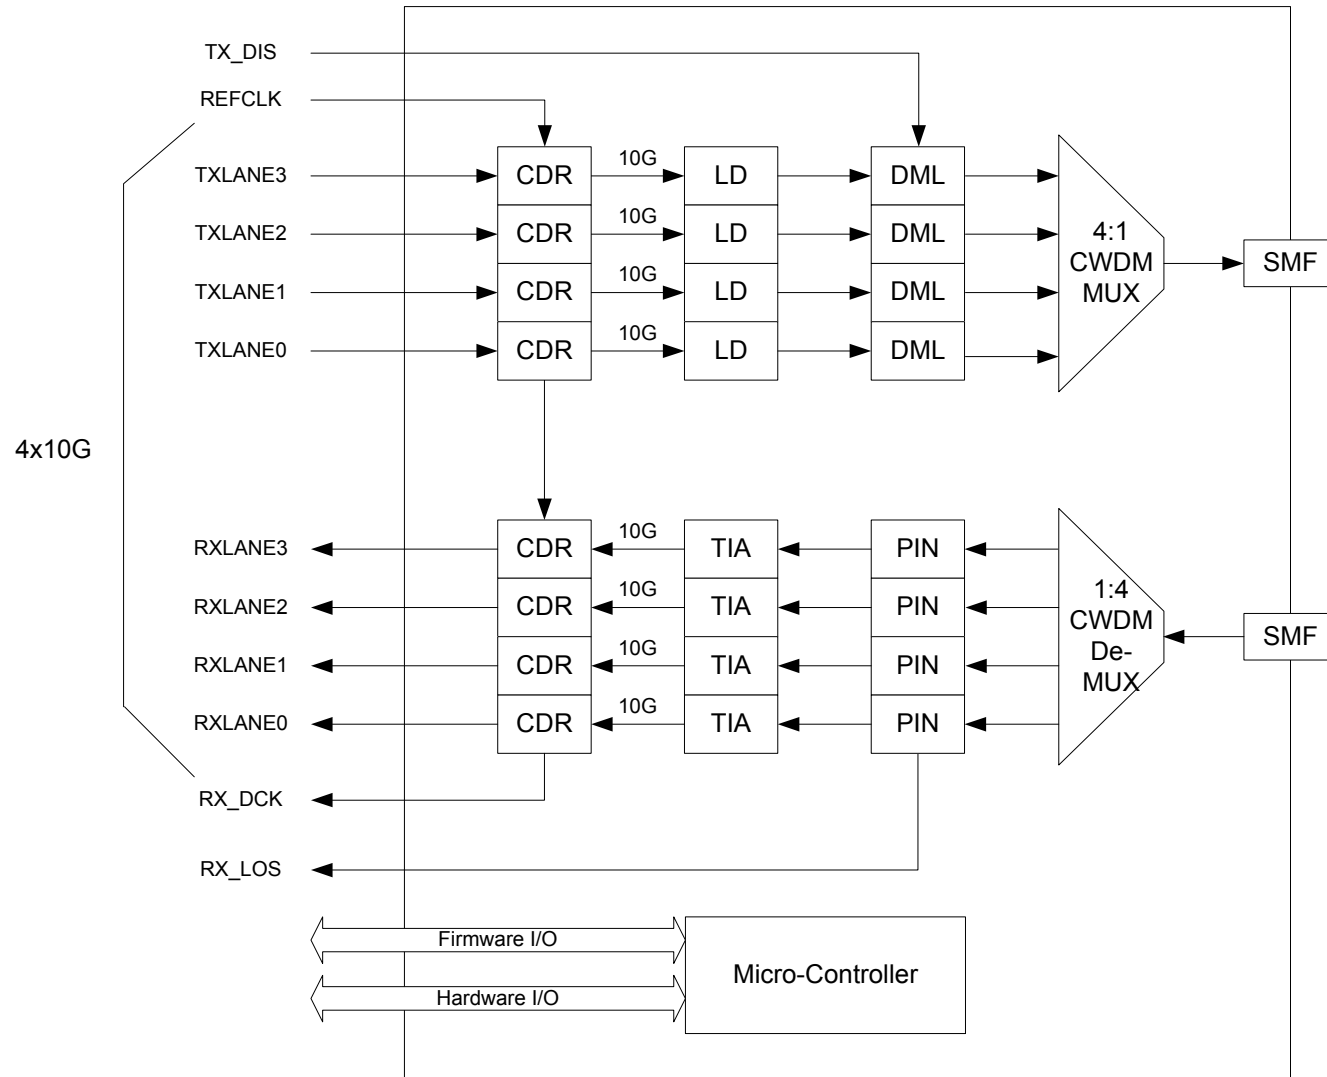 TX_DIS
REFCLK
TXLANE3
CDR
10G
LD
DML
TXLANE2
CDR
10G
LD
DML
TXLANE1
CDR
10G
LD
DML
TXLANE0
CDR
10G
LD
DML
4:1
CWDM
MUX
SMF
4x10G
RXLANE3
CDR
10G
TIA
PIN
RXLANE2
CDR
10G
TIA
PIN
RXLANE1
CDR
10G
TIA
PIN
RXLANE0
CDR
10G
TIA
PIN
1:4
CWDM
De-
MUX
SMF
RX_DCK
RX_LOS
Firmware I/O
Hardware I/O
Micro-Controller